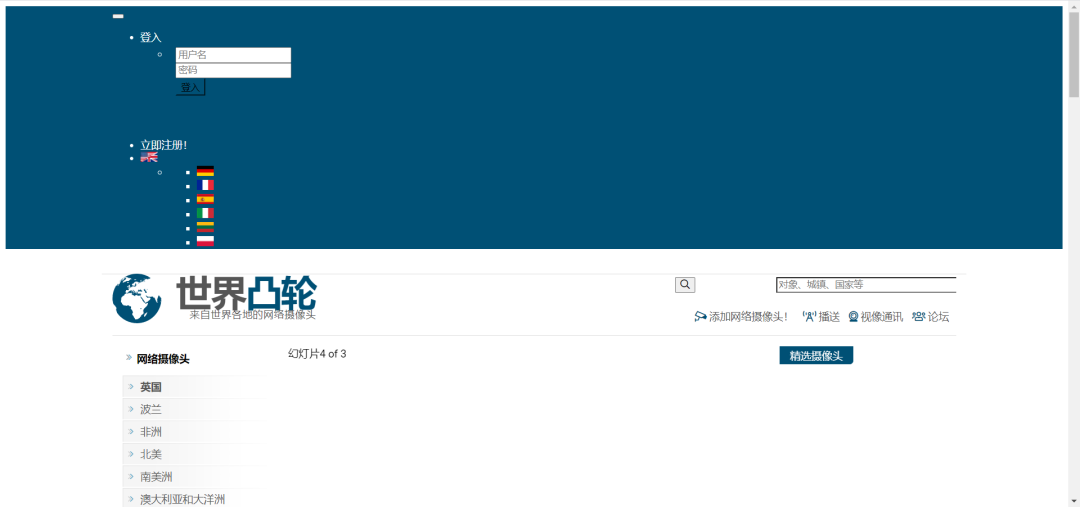 登入
用户名
密码
登入
立即注册!
世界凸轮
来自世界各地的网络摄像头
对象、城镇、国家等
添加网络摄像头! 播送 视像通讯 论坛
网络摄像头
幻灯片4 of 3
精选摄像头
英国
波兰
非洲
北美
南美洲
澳大利亚和大洋洲